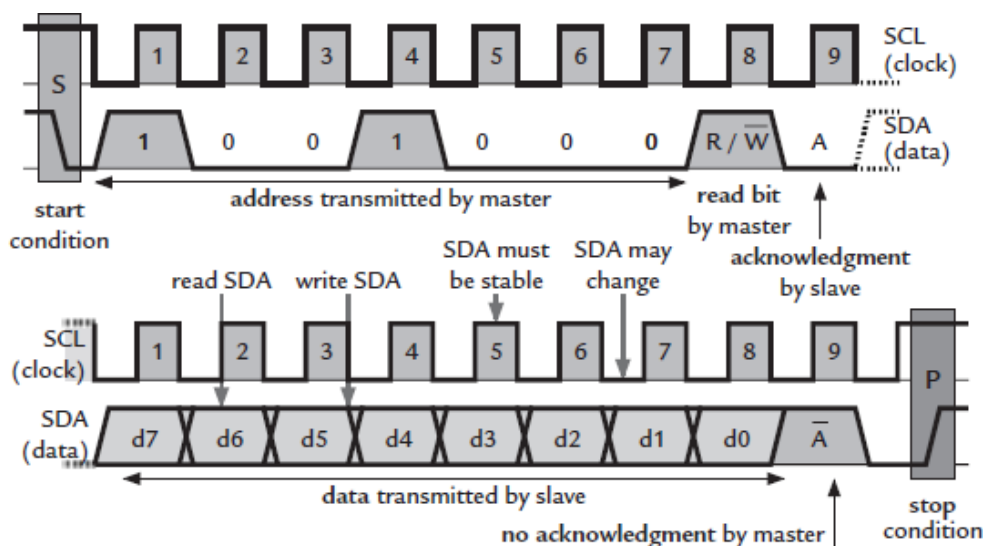 S 1 2 3 4 5 6 7 8 9 SCL
(clock)
1 0 0 1 0 0 0 R / W̅ A SDA
(data)
address transmitted by master
start
condition
read bit
by master
acknowledgment
by slave
read SDA write SDA SDA must
be stable
SDA may
change
SCL
(clock)
1 2 3 4 5 6 7 8 9 P
SDA
(data)
d7 d6 d5 d4 d3 d2 d1 d0 A̅
data transmitted by slave
no acknowledgment by master
stop
condition